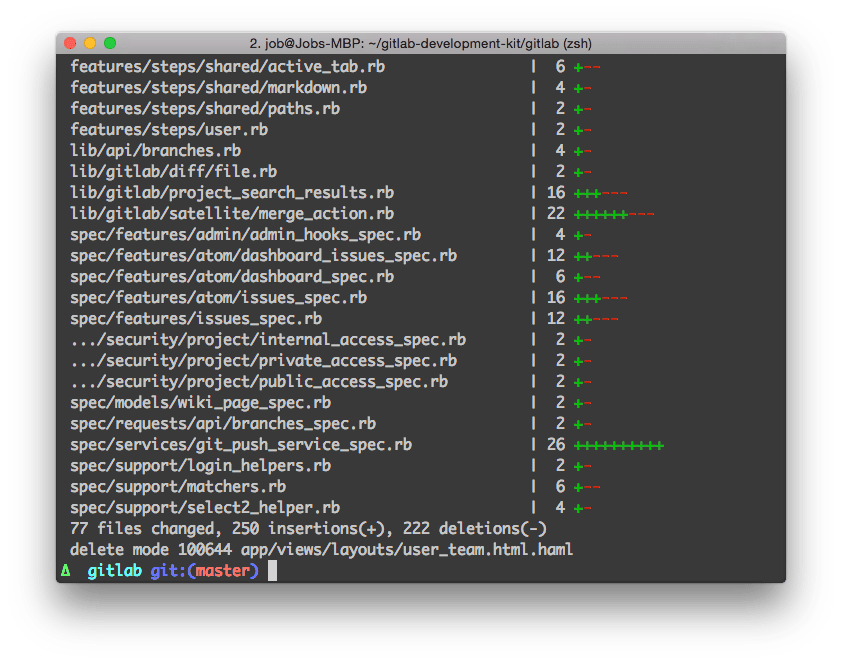 2. job@Jobs-MBP: ~/gitlab-development-kit/gitlab (zsh)
features/steps/shared/active_tab.rb | 6 +--
features/steps/shared/markdown.rb | 4 +-
features/steps/shared/paths.rb | 2 +-
features/steps/user.rb | 2 +-
lib/api/branches.rb | 4 +-
lib/gitlab/diff/file.rb | 2 +-
lib/gitlab/project_search_results.rb | 16 +++---
lib/gitlab/satellite/merge_action.rb | 22 ++++++---
spec/features/admin/admin_hooks_spec.rb | 4 +-
spec/features/atom/dashboard_issues_spec.rb | 12 ++---
spec/features/atom/dashboard_spec.rb | 6 +--
spec/features/atom/issues_spec.rb | 16 +++---
spec/features/issues_spec.rb | 12 ++---
.../security/project/internal_access_spec.rb | 2 +-
.../security/project/private_access_spec.rb | 2 +-
.../security/project/public_access_spec.rb | 2 +-
spec/models/wiki_page_spec.rb | 2 +-
spec/requests/api/branches_spec.rb | 2 +-
spec/services/git_push_service_spec.rb | 26 ++++++++++
spec/support/login_helpers.rb | 2 +-
spec/support/matchers.rb | 6 +--
spec/support/select2_helper.rb | 4 +-
77 files changed, 250 insertions(+), 222 deletions(-)
delete mode 100644 app/views/layouts/user_team.html.haml
Δ gitlab git:(master)